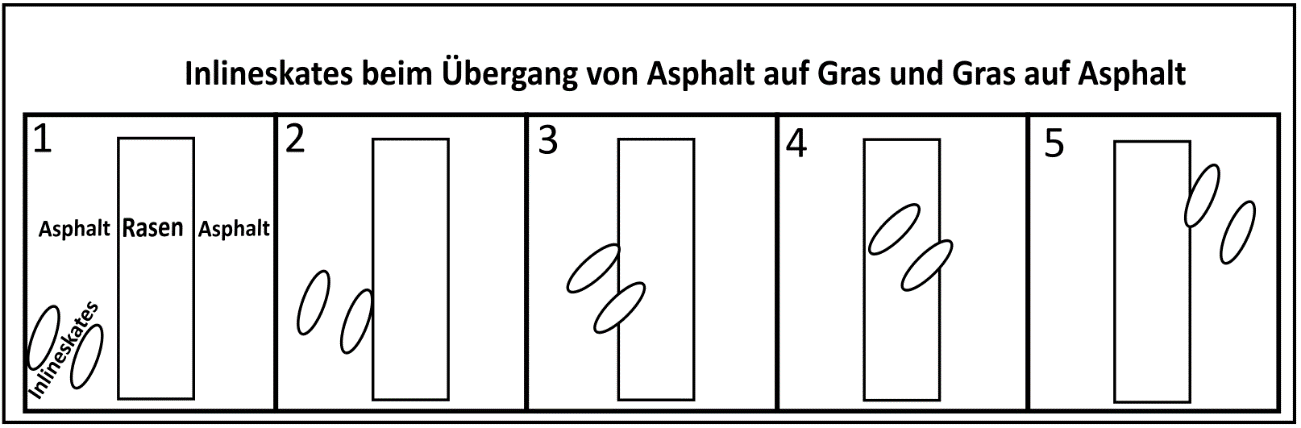 Inlineskates beim Übergang von Asphalt auf Gras und Gras auf Asphalt
1
2
3
4
5
Asphalt
Rasen
Asphalt
Inlineskates